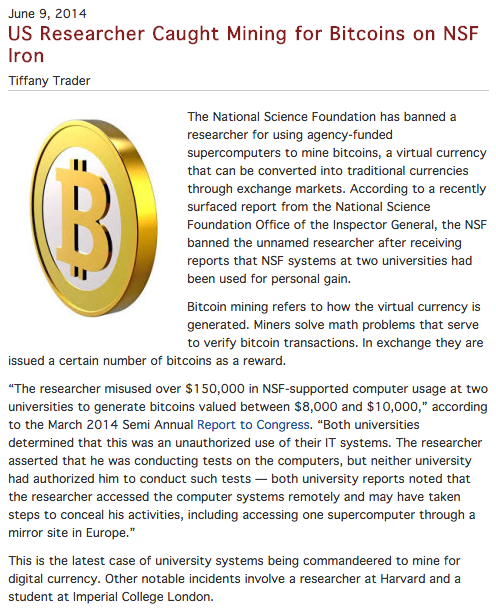 June 9, 2014
US Researcher Caught Mining for Bitcoins on NSF
Iron
Tiffany Trader
The National Science Foundation has banned a
researcher for using agency-funded
supercomputers to mine bitcoins, a virtual currency
that can be converted into traditional currencies
through exchange markets. According to a recently
surfaced report from the National Science
Foundation Office of the Inspector General, the NSF
banned the unnamed researcher after receiving
reports that NSF systems at two universities had
been used for personal gain.
Bitcoin mining refers to how the virtual currency is
generated. Miners solve math problems that serve
to verify bitcoin transactions. In exchange they are
issued a certain number of bitcoins as a reward.
“The researcher misused over $150,000 in NSF-supported computer usage at two
universities to generate bitcoins valued between $8,000 and $10,000,” according
to the March 2014 Semi Annual Report to Congress. “Both universities
determined that this was an unauthorized use of their IT systems. The researcher
asserted that he was conducting tests on the computers, but neither university
had authorized him to conduct such tests — both university reports noted that
the researcher accessed the computer systems remotely and may have taken
steps to conceal his activities, including accessing one supercomputer through a
mirror site in Europe.”
This is the latest case of university systems being commandeered to mine for
digital currency. Other notable incidents involve a researcher at Harvard and a
student at Imperial College London.